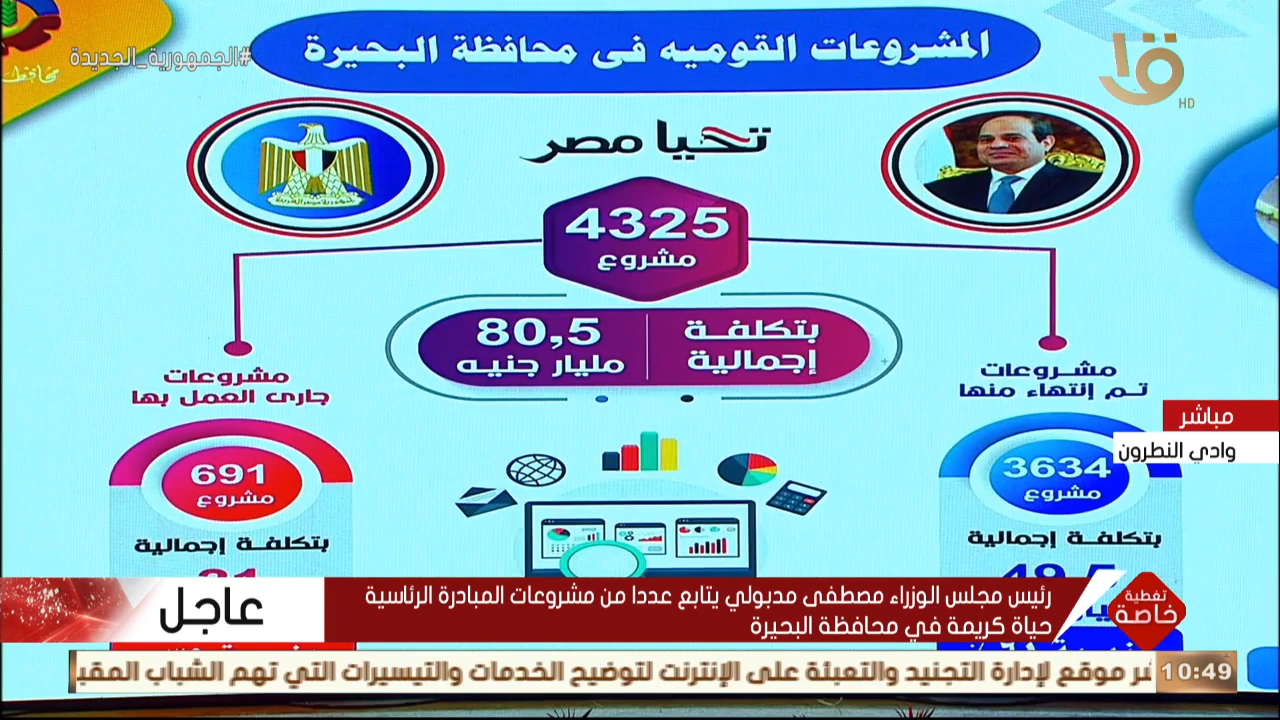 المشروعات القوميه فى محافظة البحيرة
#الجمهورية_الجديدة
HD
تحيا مصر
4325
مشروع
بتكلفة إجمالية
80,5 مليار جنيه
مشروعات
تم إنتهاء منها
مشروعات
جارى العمل بها
مباشر
وادي النطرون
3634
مشروع
691
مشروع
بتكلفة إجمالية
بتكلفة إجمالية
تغطية خاصة
رئيس مجلس الوزراء مصطفى مدبولي يتابع عددا من مشروعات المبادرة الرئاسية
حياة كريمة في محافظة البحيرة
عاجل
10:49
موقع لإدارة التجنيد والتعبئة على الإنترنت لتوضيح الخدمات والتيسيرات التي تهم الشباب